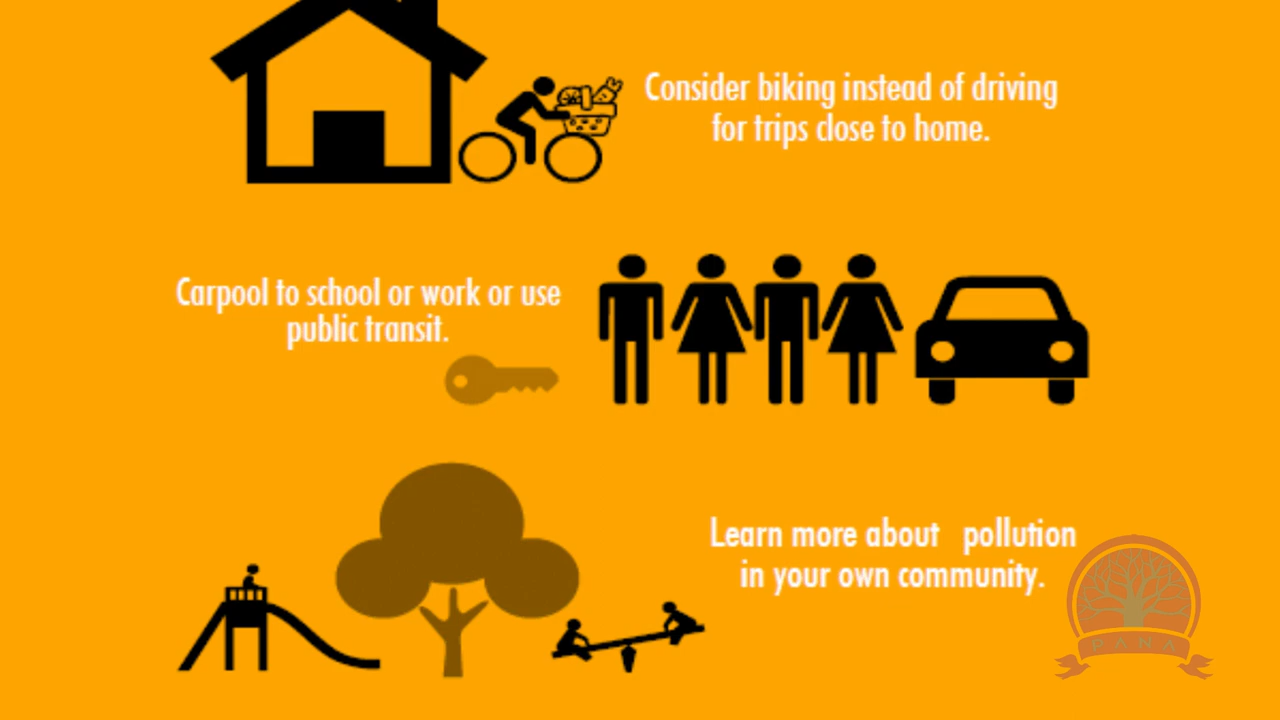 Consider biking instead of driving
for trips close to home.
Carpool to school or work or use
public transit.
Learn more about pollution
in your own community.
PANA